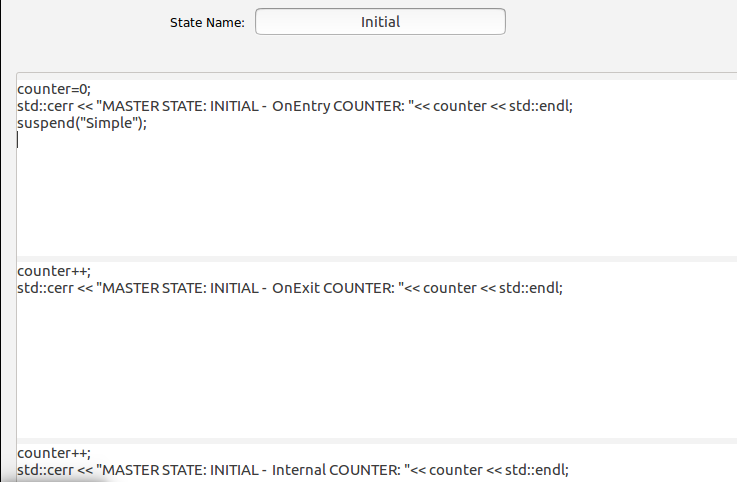 State Name: Initial
counter=0;
std::cerr << "MASTER STATE: INITIAL - OnEntry COUNTER: "<< counter << std::endl;
suspend("Simple");
counter++;
std::cerr << "MASTER STATE: INITIAL - OnExit COUNTER: "<< counter << std::endl;
counter++;
std::cerr << "MASTER STATE: INITIAL - Internal COUNTER: "<< counter << std::endl;